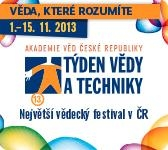 VĚDA, KTERÉ ROZUMÍTE
1.–15. 11. 2013
AKADEMIE VĚD ČESKÉ REPUBLIKY
TÝDEN VĚDY
A TECHNIKY
13
Největší vědecký festival v ČR